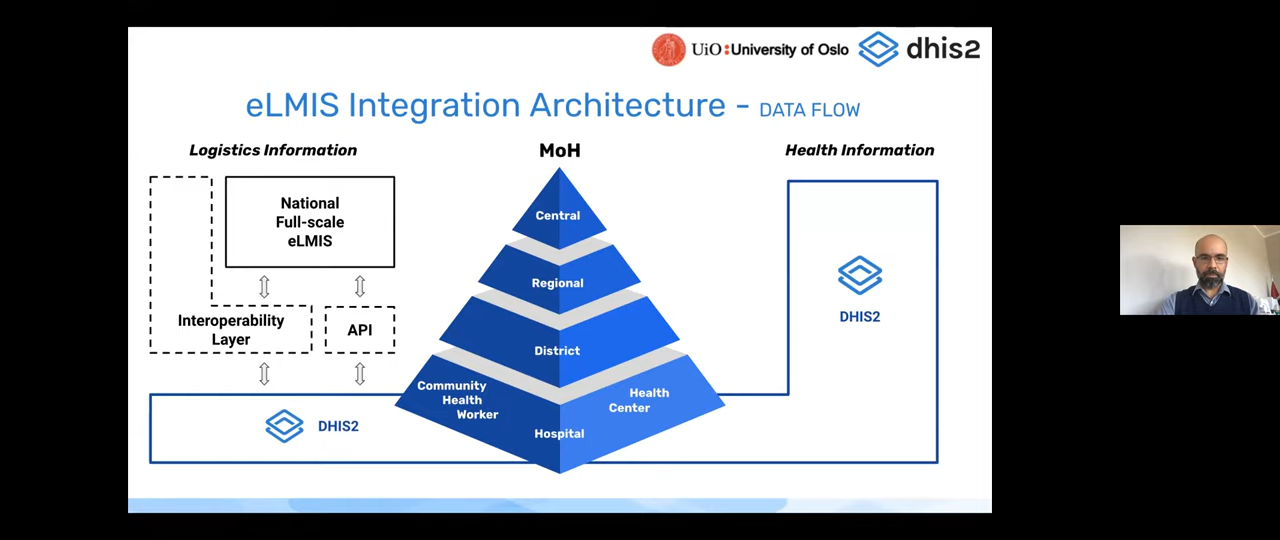 UiO:University of Oslo
dhis2
eLMIS Integration Architecture - DATA FLOW
Logistics Information
MoH
Health Information
National
Full-scale
eLMIS
Interoperability
Layer
API
DHIS2
Central
Regional
District
Community
Health
Worker
Health
Center
Hospital
DHIS2